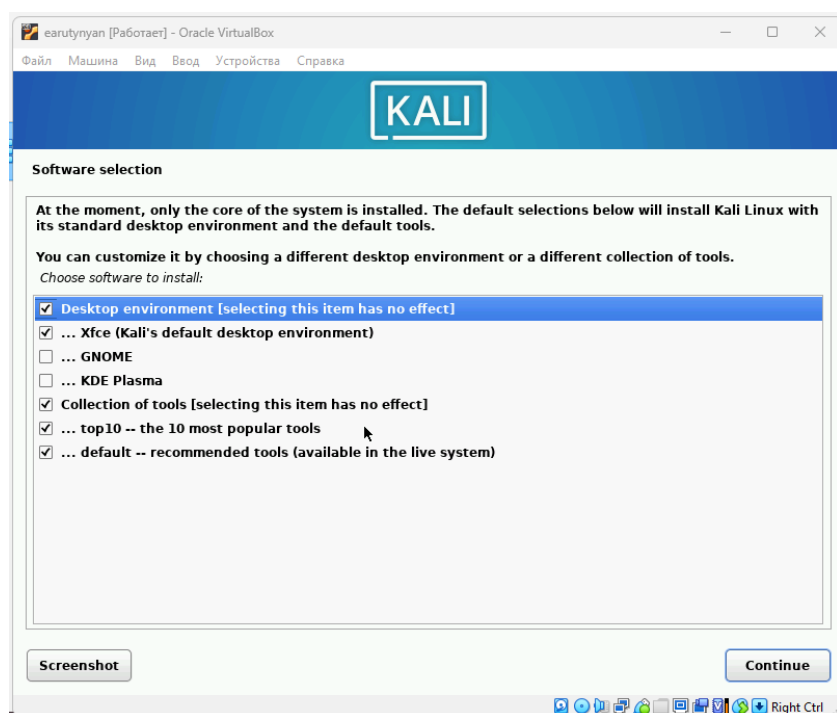 earutynyan [Работает] - Oracle VirtualBox
Файл Машина Вид Ввод Устройства Справка
KALI
Software selection
At the moment, only the core of the system is installed. The default selections below will install Kali Linux with
its standard desktop environment and the default tools.
You can customize it by choosing a different desktop environment or a different collection of tools.
Choose software to install:
Desktop environment [selecting this item has no effect]
... Xfce (Kali's default desktop environment)
... GNOME
... KDE Plasma
Collection of tools [selecting this item has no effect]
... top10 -- the 10 most popular tools
... default -- recommended tools (available in the live system)
Screenshot
Continue
Right Ctrl